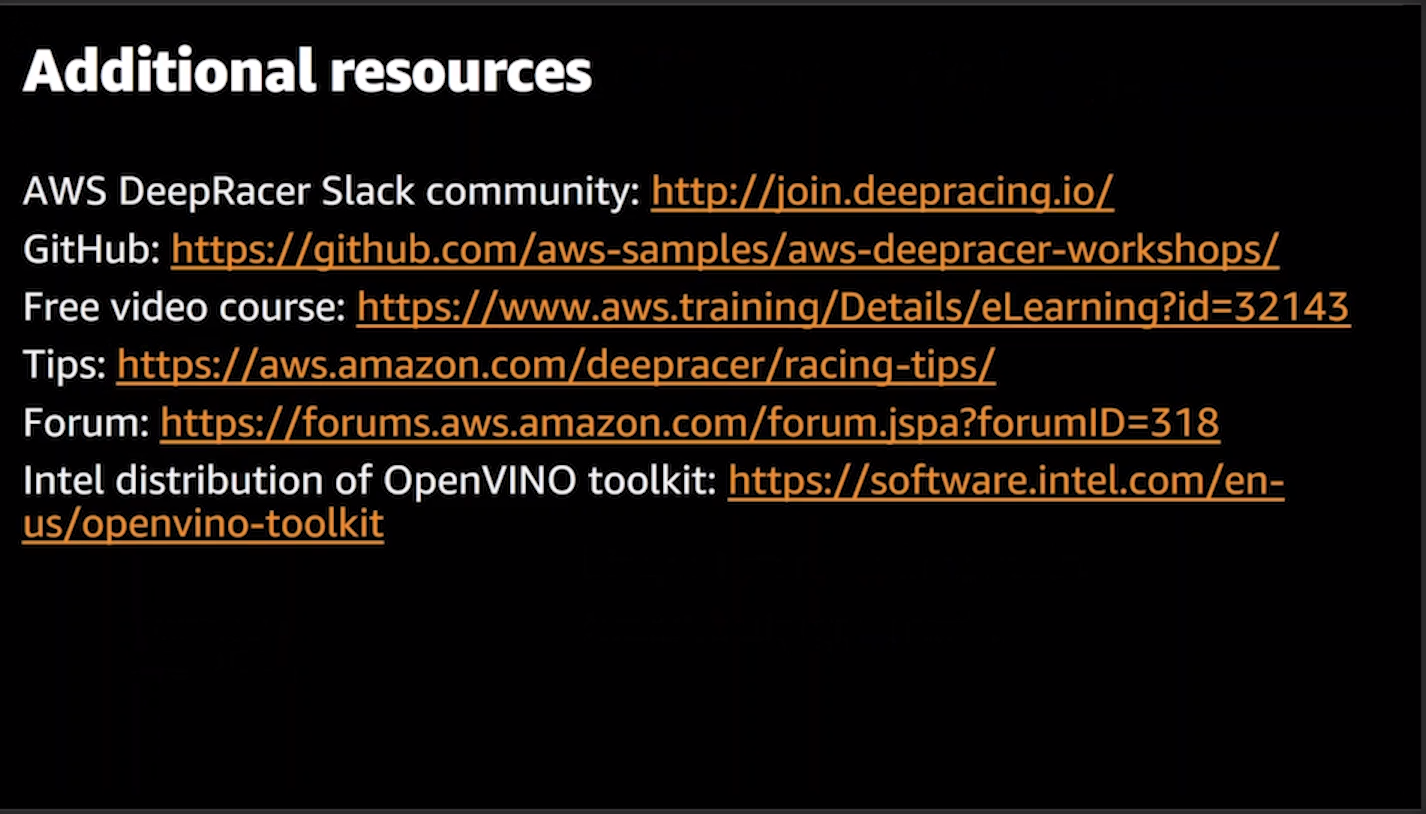 Additional resources
AWS DeepRacer Slack community: http://join.deepracing.io/
GitHub: https://github.com/aws-samples/aws-deepracer-workshops/
Free video course: https://www.aws.training/Details/eLearning?id=32143
Tips: https://aws.amazon.com/deepracer/racing-tips/
Forum: https://forums.aws.amazon.com/forum.jspa?forumID=318
Intel distribution of OpenVINO toolkit: https://software.intel.com/en-
us/openvino-toolkit